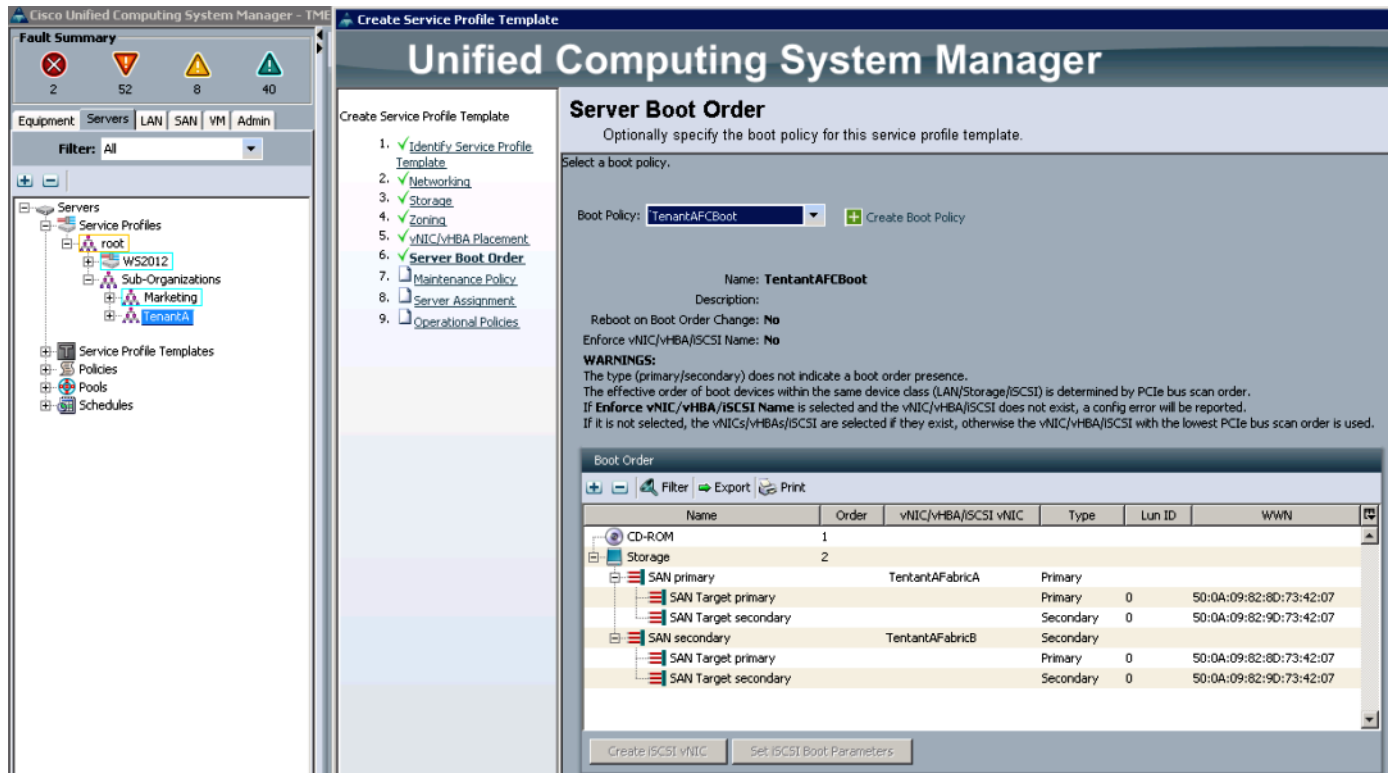 Cisco Unified Computing System Manager - TME
Fault Summary
2 52 8 40
Equipment Servers LAN SAN VM Admin
Filter: All
Servers
Service Profiles
root
WS2012
Sub-Organizations
Marketing
TenantA
Service Profile Templates
Policies
Pools
Schedules
Create Service Profile Template
Unified Computing System Manager
Create Service Profile Template
1. Identify Service Profile
Template
2. Networking
3. Storage
4. Zoning
5. vNIC/vHBA Placement
6. Server Boot Order
7. Maintenance Policy
8. Server Assignment
9. Operational Policies
Server Boot Order
Optionally specify the boot policy for this service profile template.
Select a boot policy.
Boot Policy: TenantAFCBoot Create Boot Policy
Name: TentantAFCBoot
Description:
Reboot on Boot Order Change: No
Enforce vNIC/vHBA/iSCSI Name: No
WARNINGS:
The type (primary/secondary) does not indicate a boot order presence.
The effective order of boot devices within the same device class (LAN/Storage/iSCSI) is determined by PCIe bus scan order.
If Enforce vNIC/vHBA/iSCSI Name is selected and the vNIC/vHBA/iSCSI does not exist, a config error will be reported.
If it is not selected, the vNICs/vHBAs/iSCSI are selected if they exist, otherwise the vNIC/vHBA/iSCSI with the lowest PCIe bus scan order is used.
Boot Order
Filter Export Print
Name Order vNIC/vHBA/iSCSI vNIC Type Lun ID WWN
CD-ROM 1
Storage 2
SAN primary TentantAFabricA Primary
SAN Target primary Primary 0 50:0A:09:82:8D:73:42:07
SAN Target secondary Secondary 0 50:0A:09:82:9D:73:42:07
SAN secondary TentantAFabricB Secondary
SAN Target primary Primary 0 50:0A:09:82:8D:73:42:07
SAN Target secondary Secondary 0 50:0A:09:82:9D:73:42:07
Create iSCSI vNIC Set iSCSI Boot Parameters